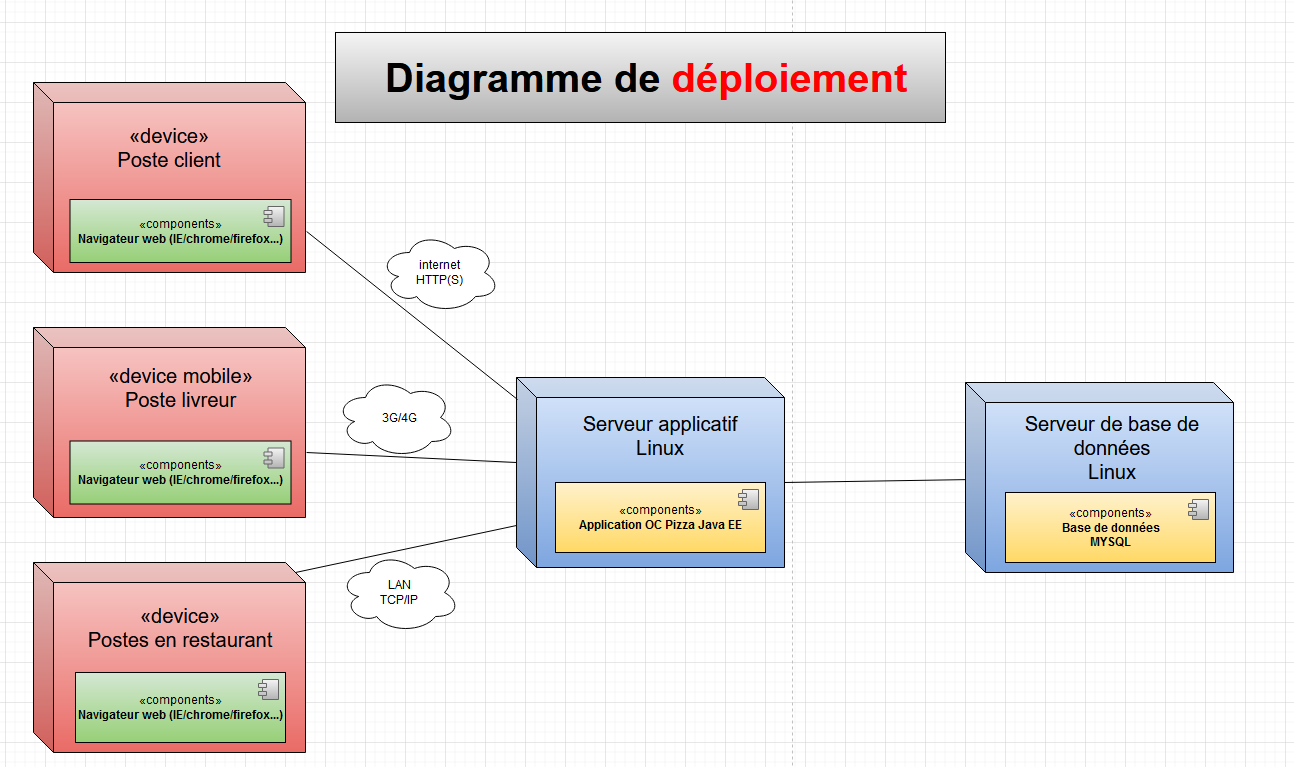 Diagramme de déploiement
«device»
Poste client
«components»
Navigateur web (IE/chrome/firefox...)
internet
HTTP(S)
«device mobile»
Poste livreur
«components»
Navigateur web (IE/chrome/firefox...)
3G/4G
«device»
Postes en restaurant
«components»
Navigateur web (IE/chrome/firefox...)
LAN
TCP/IP
Serveur applicatif
Linux
«components»
Application OC Pizza Java EE
Serveur de base de
données
Linux
«components»
Base de données
MYSQL